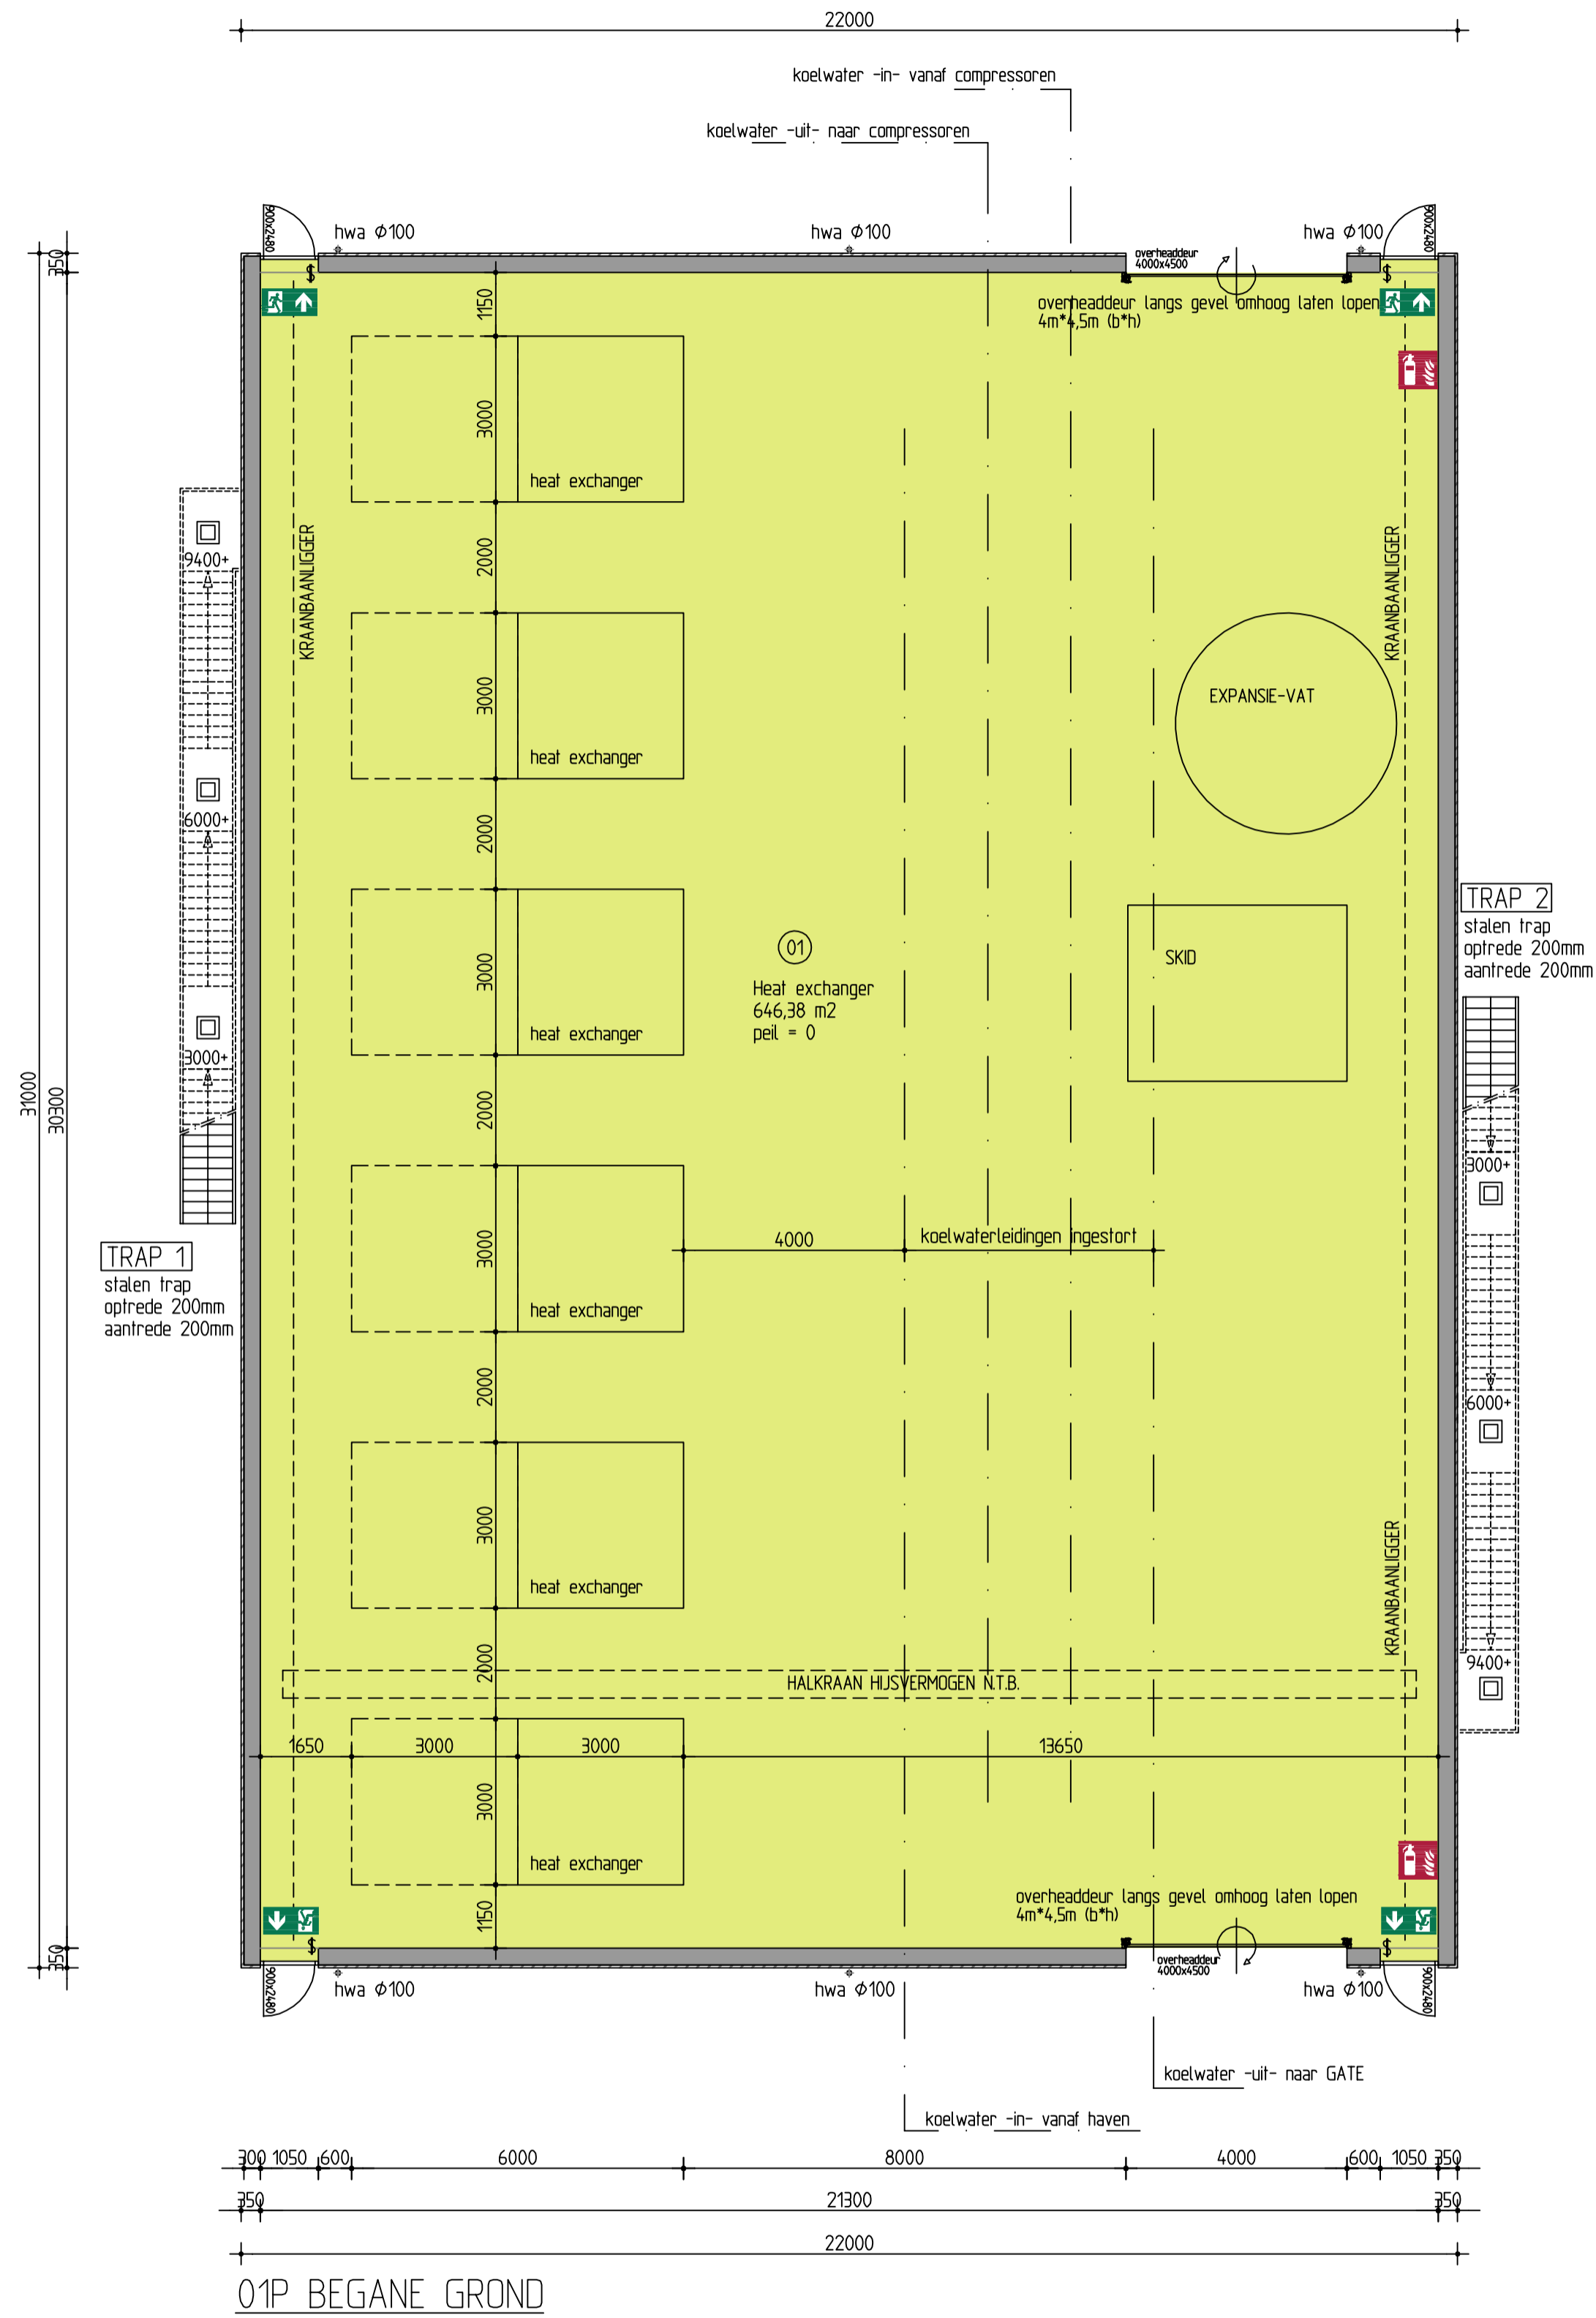 22000
koelwater -in- vanaf compressoren
koelwater -uit- naar compressoren
900x2480
hwa Φ100
hwa Φ100
overheaddeur
4000x4500
hwa Φ100
900x2480
350
$
$
overheaddeur langs gevel omhoog laten lopen
4m*4,5m (b*h)
1150
3000
heat exchanger
KRAANBAANLIGGER
KRAANBAANLIGGER
9400+
2000
3000
heat exchanger
EXPANSIE-VAT
6000+
2000
TRAP 2
stalen trap
optrede 200mm
aantrede 200mm
01
Heat exchanger
646,38 m2
peil = 0
SKID
3000
heat exchanger
3000+
31000
30300
2000
3000+
TRAP 1
stalen trap
optrede 200mm
aantrede 200mm
3000
heat exchanger
4000
koelwaterleidingen ingestort
2000
6000+
3000
heat exchanger
KRAANBAANLIGGER
2000
9400+
HALKRAAN HIJSVERMOGEN N.T.B.
1650
3000
3000
13650
3000
heat exchanger
1150
overheaddeur langs gevel omhoog laten lopen
4m*4,5m (b*h)
350
$
$
900x2480
hwa Φ100
hwa Φ100
overheaddeur
4000x4500
hwa Φ100
900x2480
koelwater -uit- naar GATE
koelwater -in- vanaf haven
300 1050 600 6000 8000 4000 600 1050 350
350 21300 350
22000
01P BEGANE GROND